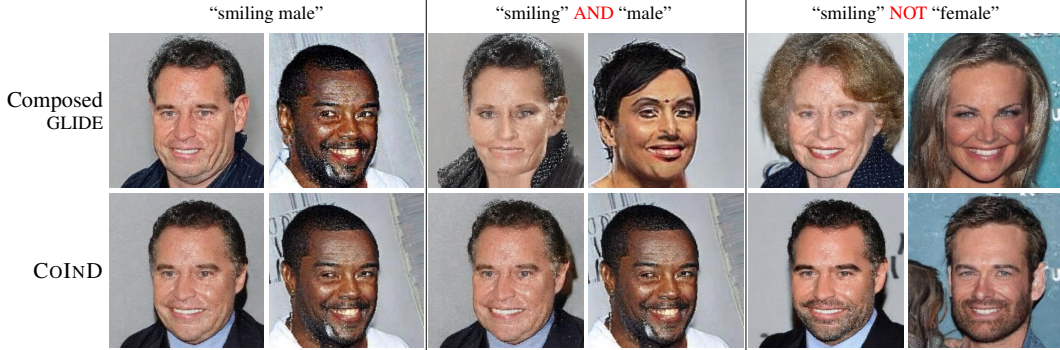 “smiling male”
“smiling” AND “male”
“smiling” NOT “female”
Composed
GLIDE
COIND